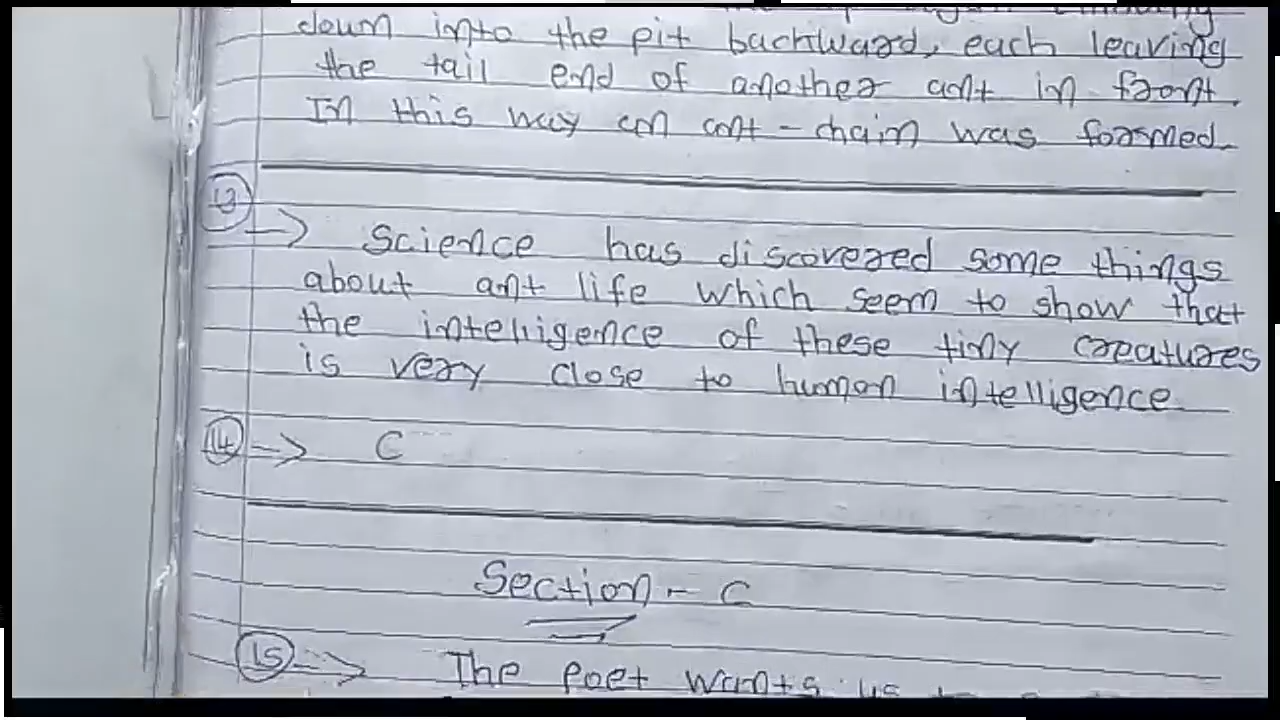 down into the pit backward, each leaving
the tail end of another ant in front.
In this way an ant-chain was formed.
13 → Science has discovered some things
about ant life which seem to show that
the intelligence of these tiny creatures
is very close to human intelligence
14 → C
Section - C
15 → The poet wants us to